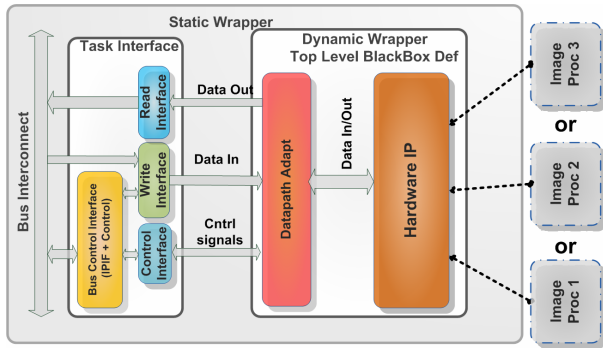 Static Wrapper
Task Interface
Dynamic Wrapper
Top Level BlackBox Def
Bus Interconnect
Read
Interface
Write
Interface
Control
Interface
Bus Control Interface
(IPIF + Control)
Data Out
Data In
Cntrl
signals
Datapath Adapt
Data In/Out
Hardware IP
Image
Proc 3
or
Image
Proc 2
or
Image
Proc 1